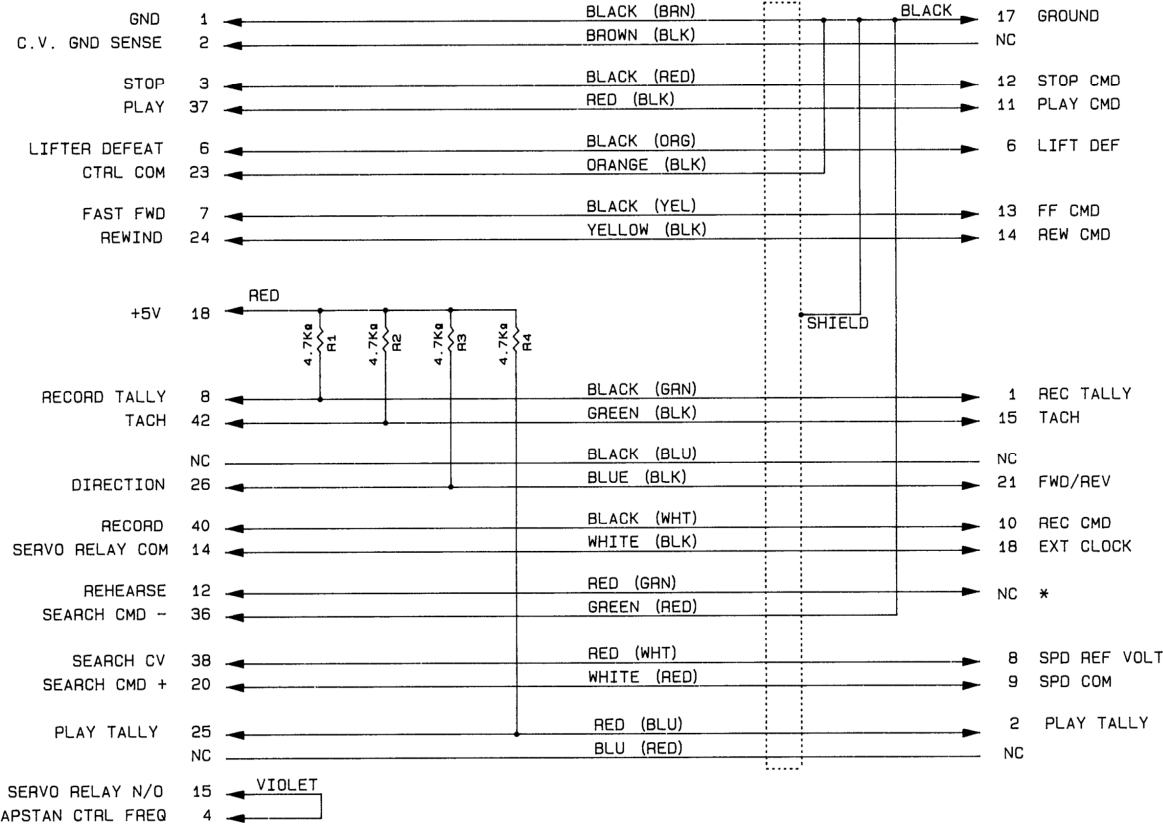 GND 1 BLACK (BRN) BLACK 17 GROUND
C.V. GND SENSE 2 BROWN (BLK) NC
STOP 3 BLACK (RED) 12 STOP CMD
PLAY 37 RED (BLK) 11 PLAY CMD
LIFTER DEFEAT 6 BLACK (ORG) 6 LIFT DEF
CTRL COM 23 ORANGE (BLK)
FAST FWD 7 BLACK (YEL) 13 FF CMD
REWIND 24 YELLOW (BLK) 14 REW CMD
RED
+5V 18
SHIELD
4.7KΩ R1 4.7KΩ R2 4.7KΩ R3 4.7KΩ R4
RECORD TALLY 8 BLACK (GRN) 1 REC TALLY
TACH 42 GREEN (BLK) 15 TACH
NC BLACK (BLU) NC
DIRECTION 26 BLUE (BLK) 21 FWD/REV
RECORD 40 BLACK (WHT) 10 REC CMD
SERVO RELAY COM 14 WHITE (BLK) 18 EXT CLOCK
REHEARSE 12 RED (GRN) NC *
SEARCH CMD - 36 GREEN (RED)
SEARCH CV 38 RED (WHT) 8 SPD REF VOLT
SEARCH CMD + 20 WHITE (RED) 9 SPD COM
PLAY TALLY 25 RED (BLU) 2 PLAY TALLY
NC BLU (RED) NC
SERVO RELAY N/O 15 VIOLET
APSTAN CTRL FREQ 4